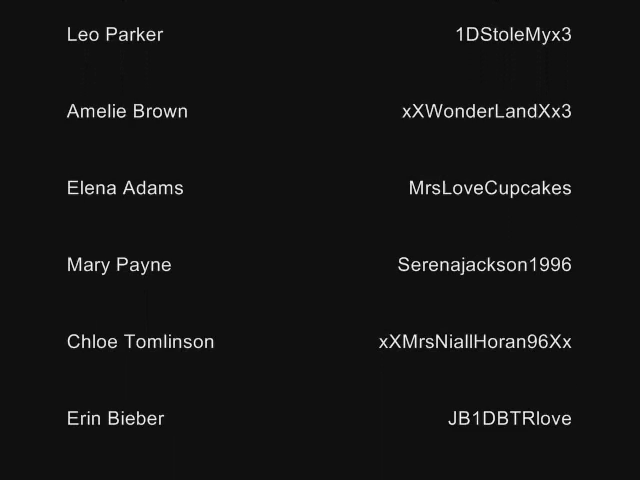 Leo Parker 1DStoleMyx3
Amelie Brown xXWonderLandXx3
Elena Adams MrsLoveCupcakes
Mary Payne Serenajackson1996
Chloe Tomlinson xXMrsNiallHoran96Xx
Erin Bieber JB1DBTRlove